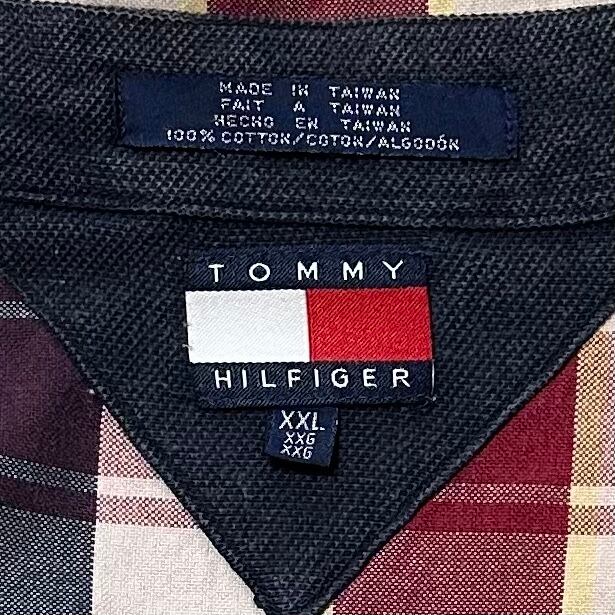 MADE IN TAIWAN
FAIT A TAIWAN
HECHO EN TAIWAN
100% COTTON/COTON/ALGODÓN
TOMMY
HILFIGER
XXL
XXG
XXG